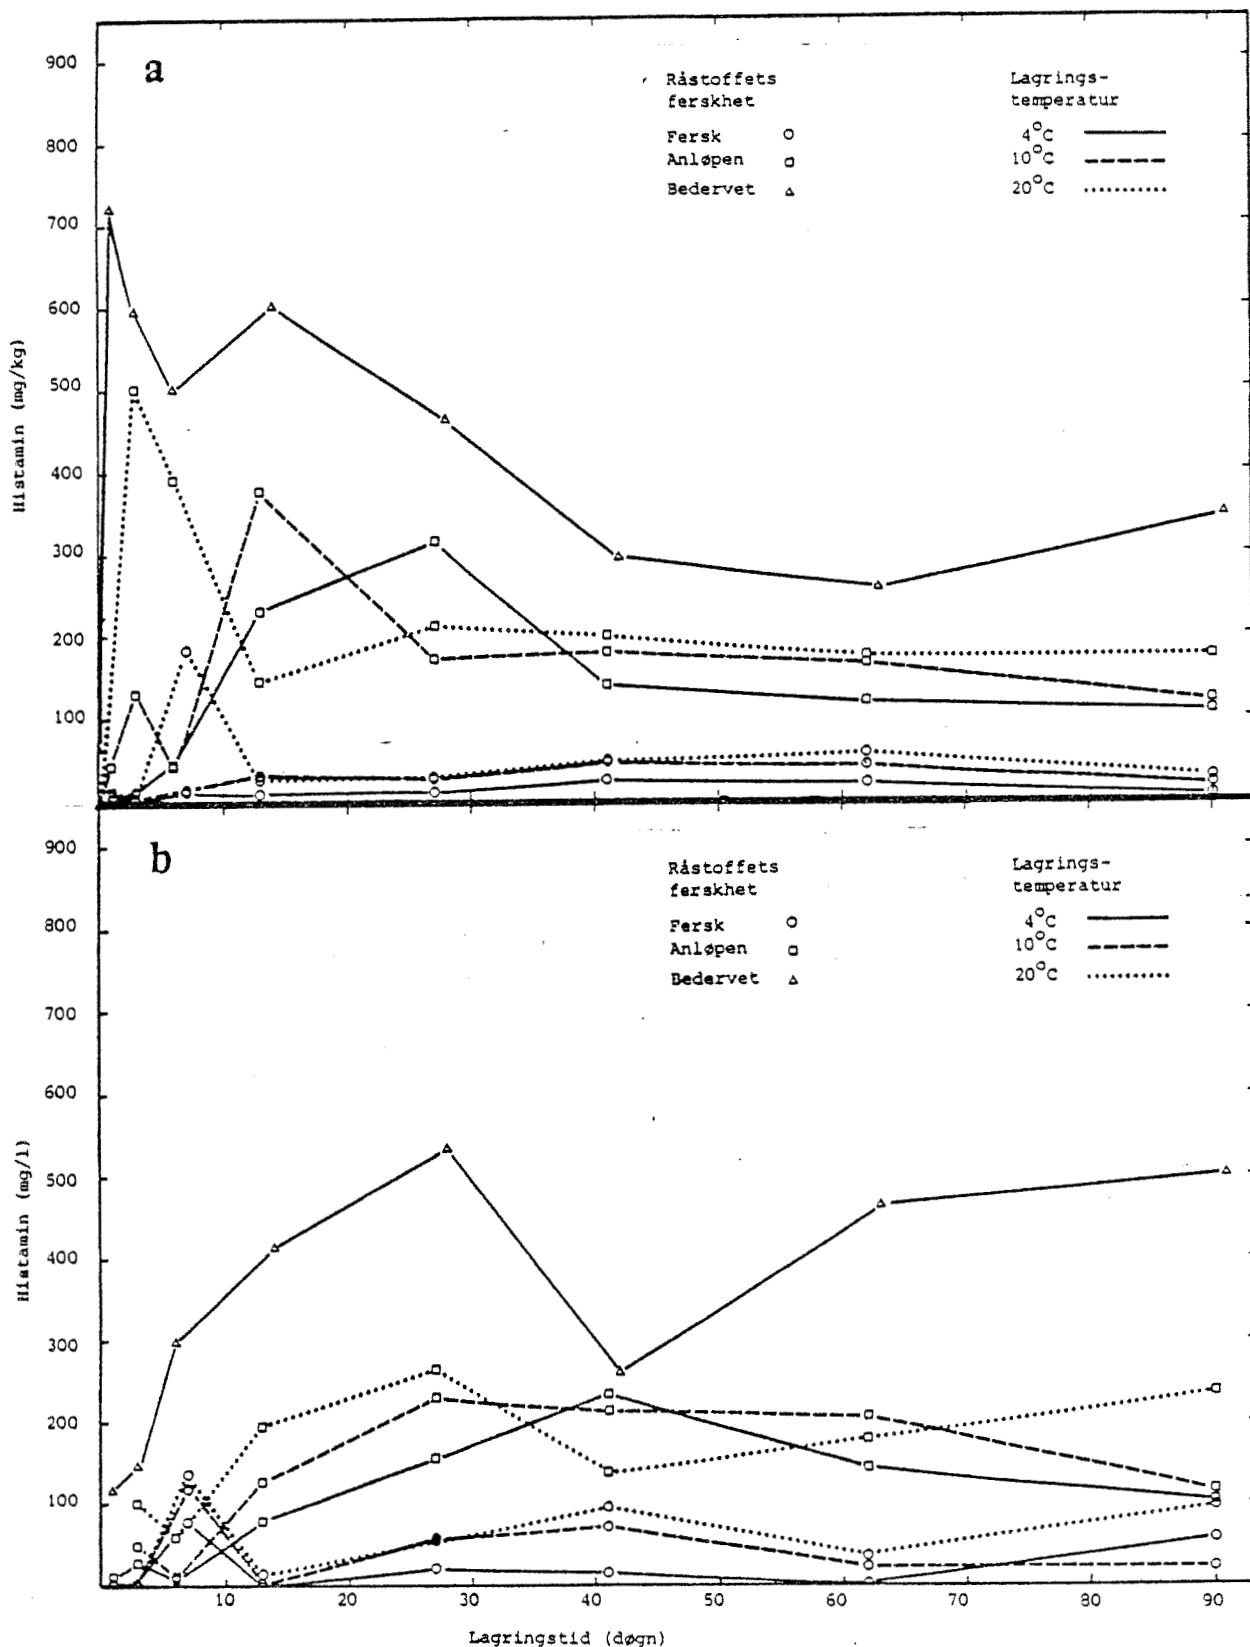 a
900
800
700
600
500
400
300
200
100
Histamin (mg/kg)
Råstoffets Lagrings-
ferskhet temperatur
Fersk 4°C
Anløpen 10°C
Bedervet 20°C
b
900
800
700
600
500
400
300
200
100
Histamin (mg/l)
Råstoffets Lagrings-
ferskhet temperatur
Fersk 4°C
Anløpen 10°C
Bedervet 20°C
10 20 30 40 50 60 70 80 90
Lagringstid (døgn)